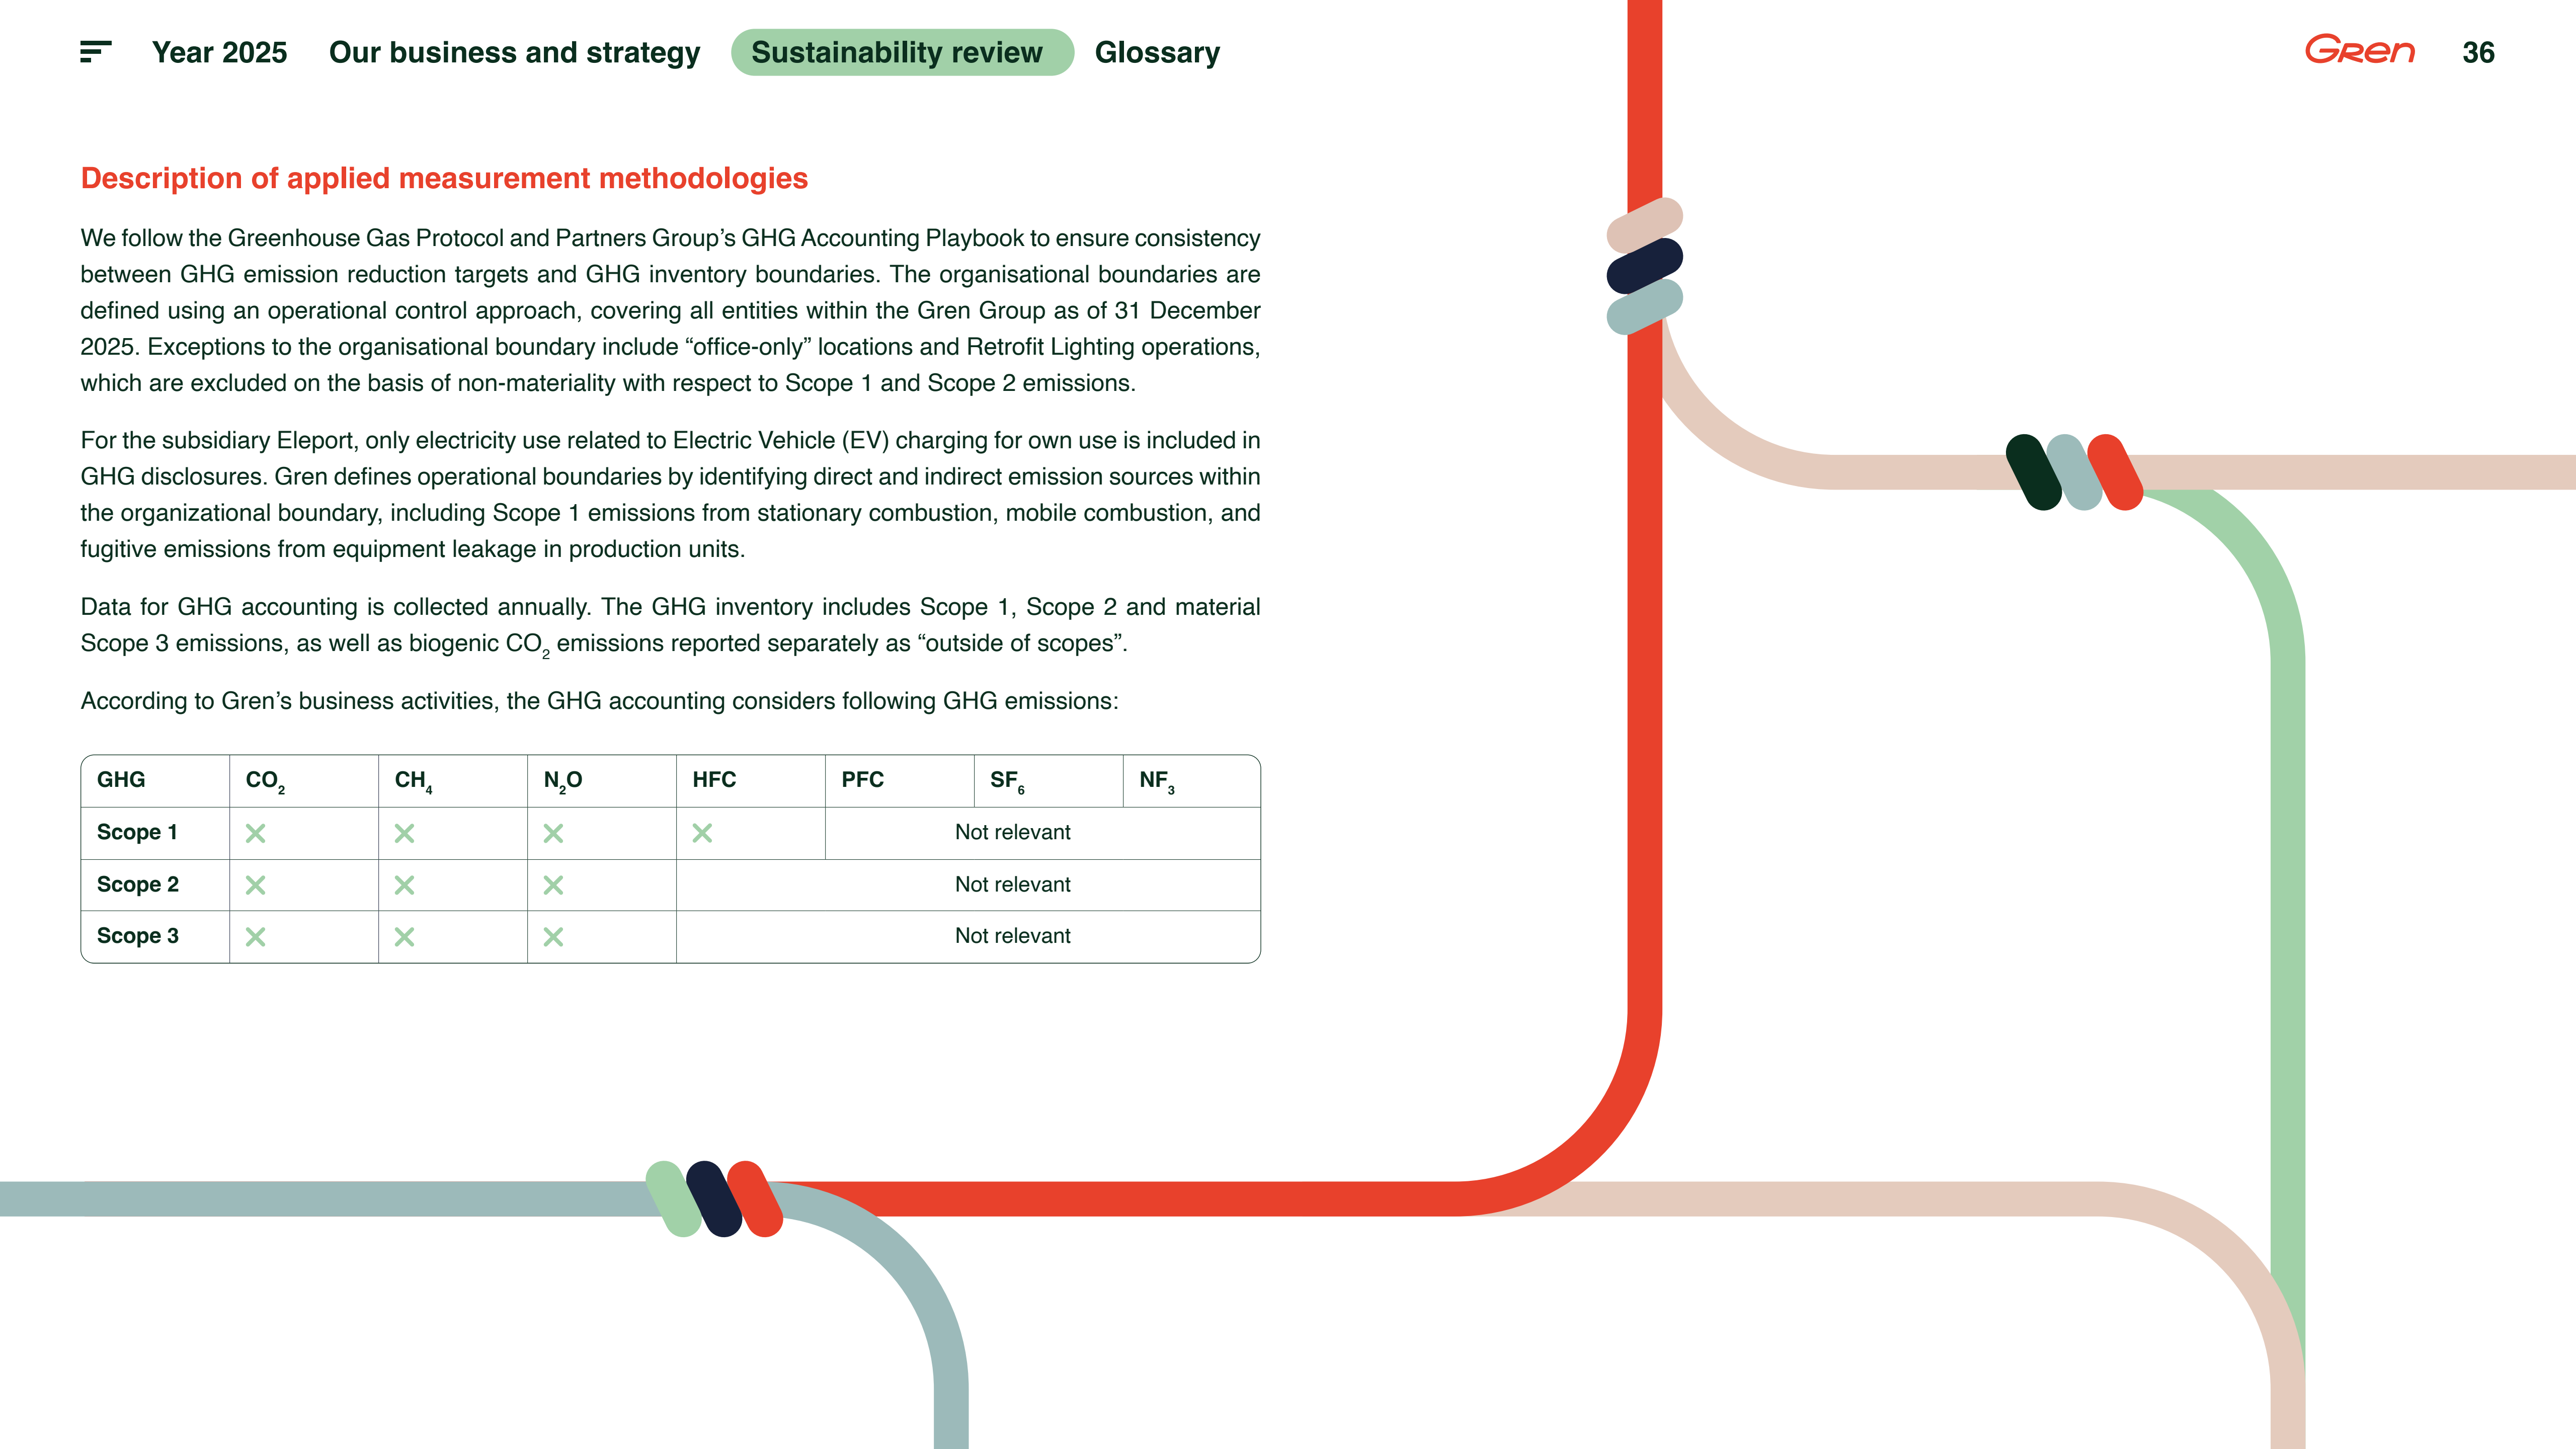 Year 2025 Our business and strategy Sustainability review Glossary Gren 36
Description of applied measurement methodologies
We follow the Greenhouse Gas Protocol and Partners Group’s GHG Accounting Playbook to ensure consistency
between GHG emission reduction targets and GHG inventory boundaries. The organisational boundaries are
defined using an operational control approach, covering all entities within the Gren Group as of 31 December
2025. Exceptions to the organisational boundary include “office-only” locations and Retrofit Lighting operations,
which are excluded on the basis of non-materiality with respect to Scope 1 and Scope 2 emissions.
For the subsidiary Eleport, only electricity use related to Electric Vehicle (EV) charging for own use is included in
GHG disclosures. Gren defines operational boundaries by identifying direct and indirect emission sources within
the organizational boundary, including Scope 1 emissions from stationary combustion, mobile combustion, and
fugitive emissions from equipment leakage in production units.
Data for GHG accounting is collected annually. The GHG inventory includes Scope 1, Scope 2 and material
Scope 3 emissions, as well as biogenic CO₂ emissions reported separately as “outside of scopes”.
According to Gren’s business activities, the GHG accounting considers following GHG emissions:
GHG CO₂ CH₄ N₂O HFC PFC SF₆ NF₃
Scope 1 Not relevant
Scope 2 Not relevant
Scope 3 Not relevant